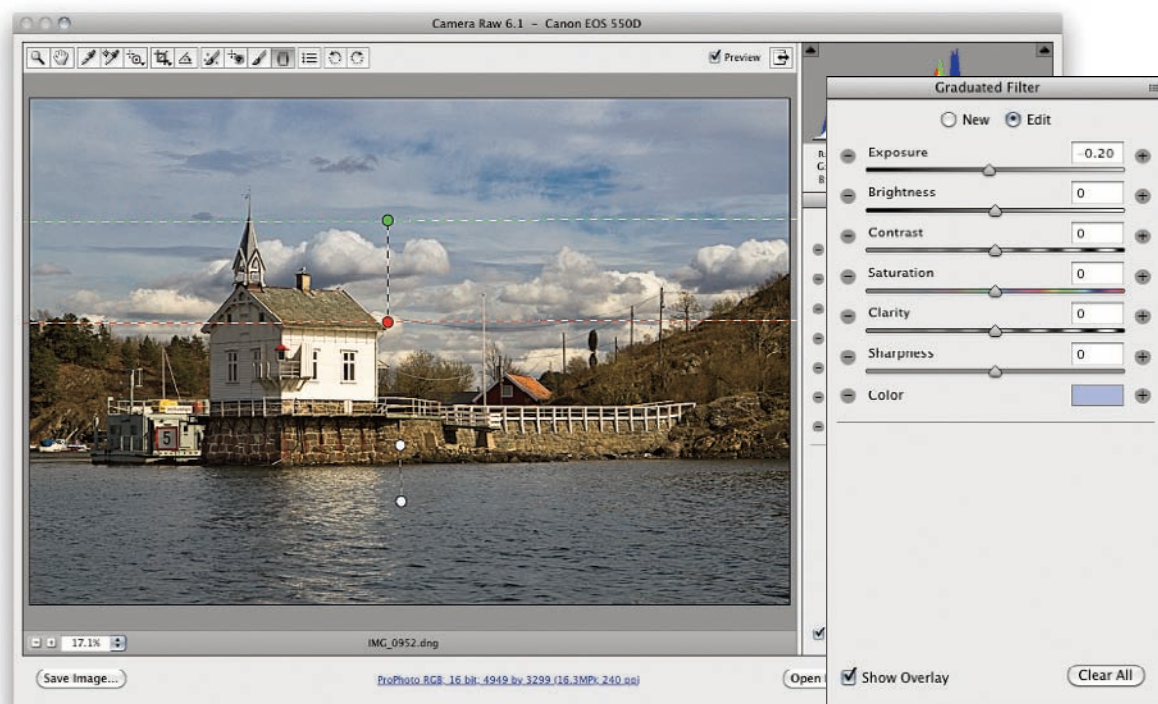 Camera Raw 6.1 – Canon EOS 550D
Preview
Graduated Filter
New Edit
R:
G:
B:
Exposure -0.20
Brightness 0
Contrast 0
Saturation 0
Clarity 0
Sharpness 0
Color
5
17.1%
IMG_0952.dng
Save Image...
ProPhoto RGB; 16 bit; 4949 by 3299 (16.3MP); 240 ppi
Open
Show Overlay
Clear All